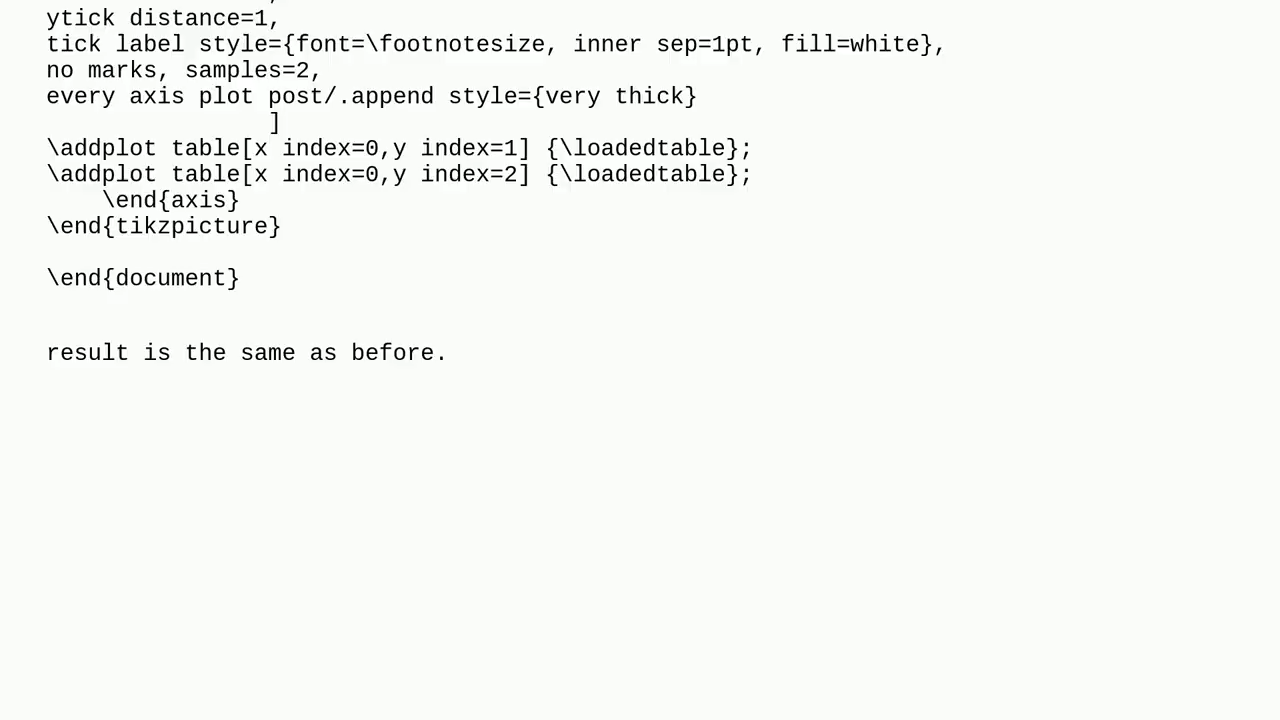 ytick distance=1,
tick label style={font=\footnotesize, inner sep=1pt, fill=white},
no marks, samples=2,
every axis plot post/.append style={very thick}
                ]
\addplot table[x index=0,y index=1] {\loadedtable};
\addplot table[x index=0,y index=2] {\loadedtable};
    \end{axis}
\end{tikzpicture}

\end{document}

result is the same as before.